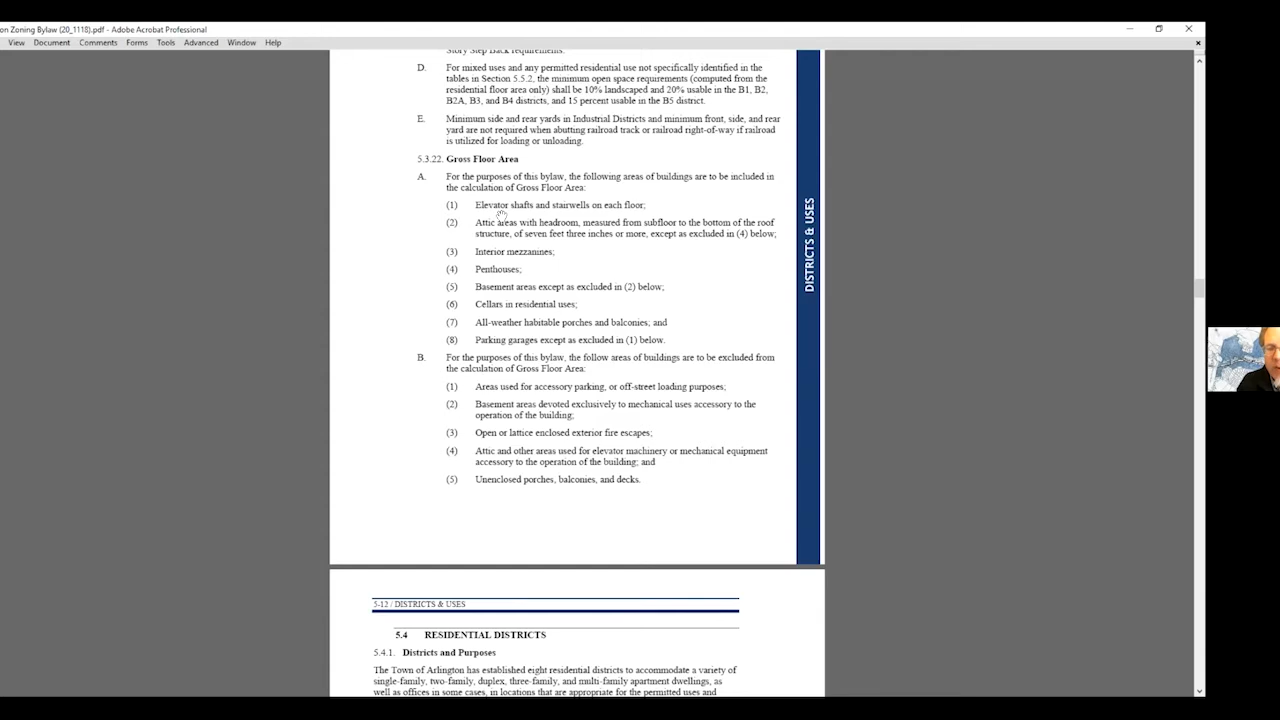 on Zoning Bylaw (20_1118).pdf - Adobe Acrobat Professional
View Document Comments Forms Tools Advanced Window Help
Story Step Back requirements.
D. For mixed uses and any permitted residential use not specifically identified in the
tables in Section 5.5.2, the minimum open space requirements (computed from the
residential floor area only) shall be 10% landscaped and 20% usable in the B1, B2,
B2A, B3, and B4 districts, and 15 percent usable in the B5 district.
E. Minimum side and rear yards in Industrial Districts and minimum front, side, and rear
yard are not required when abutting railroad track or railroad right-of-way if railroad
is utilized for loading or unloading.
5.3.22. Gross Floor Area
A. For the purposes of this bylaw, the following areas of buildings are to be included in
the calculation of Gross Floor Area:
(1) Elevator shafts and stairwells on each floor;
(2) Attic areas with headroom, measured from subfloor to the bottom of the roof
structure, of seven feet three inches or more, except as excluded in (4) below;
(3) Interior mezzanines;
(4) Penthouses;
(5) Basement areas except as excluded in (2) below;
(6) Cellars in residential uses;
(7) All-weather habitable porches and balconies; and
(8) Parking garages except as excluded in (1) below.
B. For the purposes of this bylaw, the follow areas of buildings are to be excluded from
the calculation of Gross Floor Area:
(1) Areas used for accessory parking, or off-street loading purposes;
(2) Basement areas devoted exclusively to mechanical uses accessory to the
operation of the building;
(3) Open or lattice enclosed exterior fire escapes;
(4) Attic and other areas used for elevator machinery or mechanical equipment
accessory to the operation of the building; and
(5) Unenclosed porches, balconies, and decks.
DISTRICTS & USES
5-12 / DISTRICTS & USES
5.4 RESIDENTIAL DISTRICTS
5.4.1. Districts and Purposes
The Town of Arlington has established eight residential districts to accommodate a variety of
single-family, two-family, duplex, three-family, and multi-family apartment dwellings, as
well as offices in some cases, in locations that are appropriate for the permitted uses and